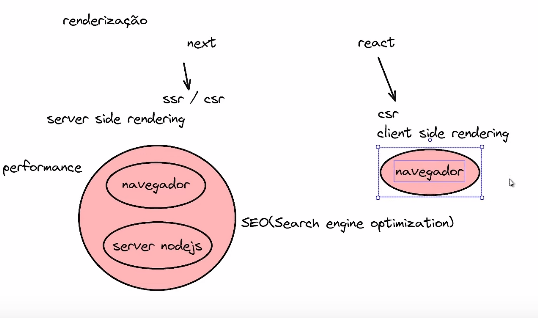 renderização
next
react
ssr / csr
server side rendering
csr
client side rendering
performance
navegador
navegador
SEO(Search engine optimization)
server nodejs